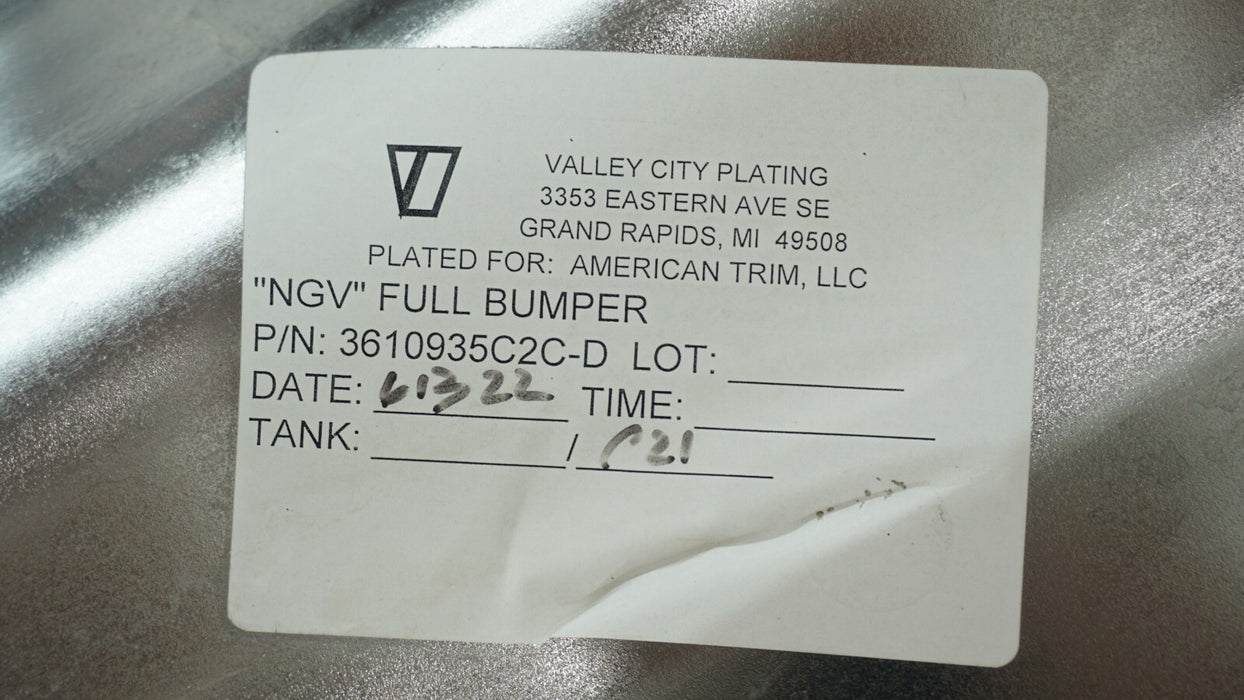 VALLEY CITY PLATING
3353 EASTERN AVE SE
GRAND RAPIDS, MI 49508
PLATED FOR: AMERICAN TRIM, LLC
"NGV" FULL BUMPER
P/N: 3610935C2C-D LOT:
DATE: 61322 TIME:
TANK: / C21